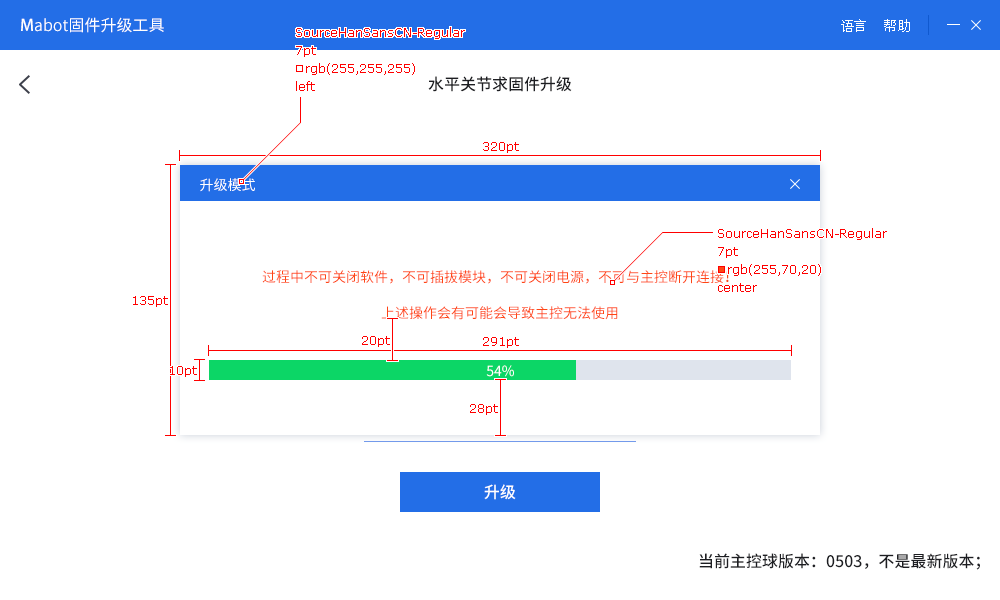 Mabot固件升级工具
语言 帮助
SourceHanSansCN-Regular
7pt
rgb(255,255,255)
left
水平关节求固件升级
320pt
升级模式
SourceHanSansCN-Regular
7pt
rgb(255,70,20)
center
过程中不可关闭软件，不可插拔模块，不可关闭电源，不可与主控断开连接！
135pt
上述操作会有可能会导致主控无法使用
20pt
291pt
10pt
54%
28pt
升级
当前主控球版本：0503，不是最新版本；